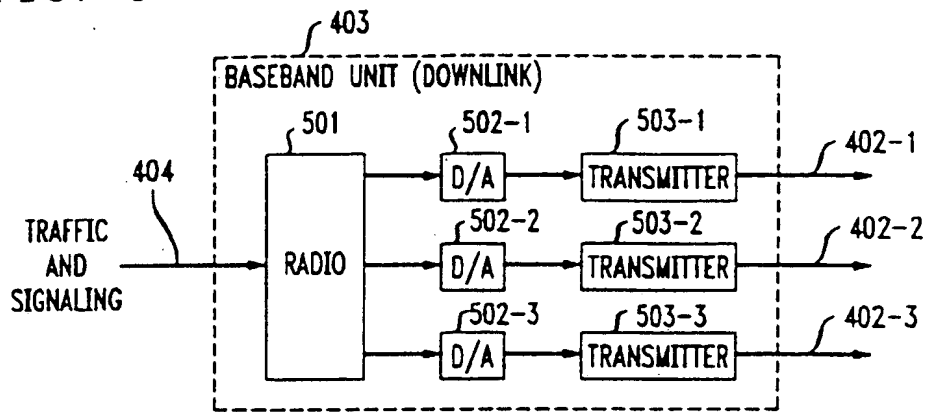 403
BASEBAND UNIT (DOWNLINK)
501
502-1
503-1
402-1
404
D/A
TRANSMITTER
502-2
503-2
402-2
TRAFFIC
AND
SIGNALING
RADIO
D/A
TRANSMITTER
502-3
503-3
402-3
D/A
TRANSMITTER